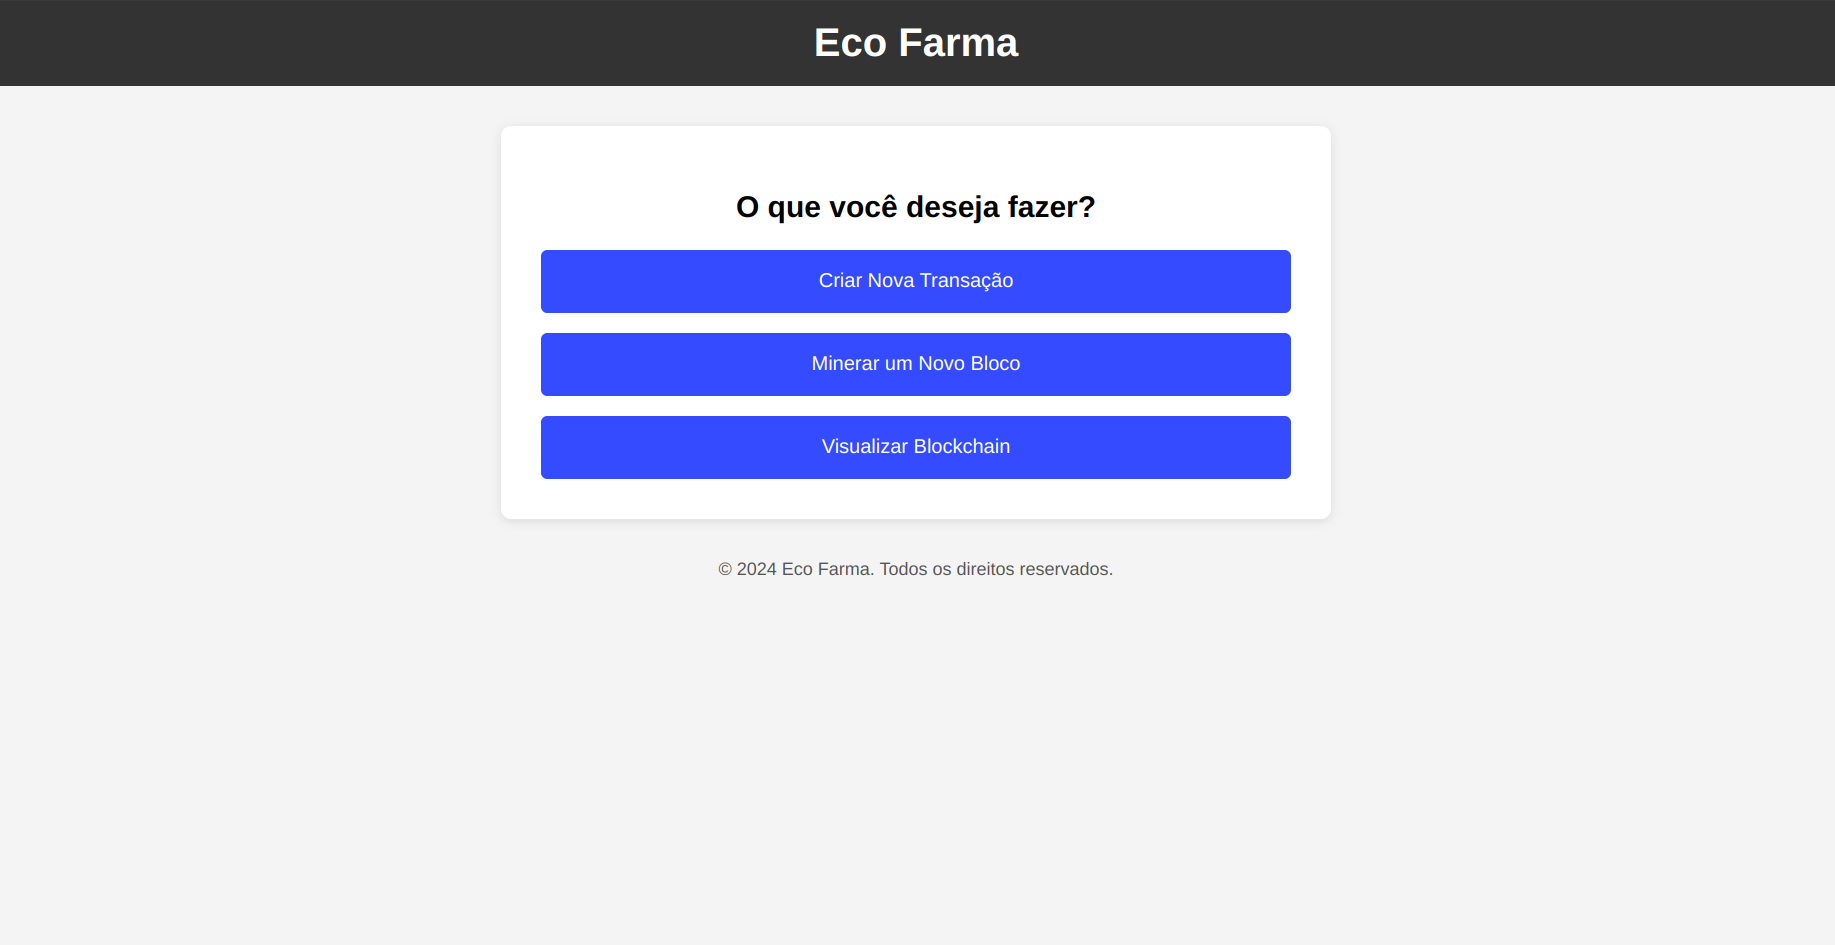 Eco Farma
O que você deseja fazer?
Criar Nova Transação
Minerar um Novo Bloco
Visualizar Blockchain
© 2024 Eco Farma. Todos os direitos reservados.